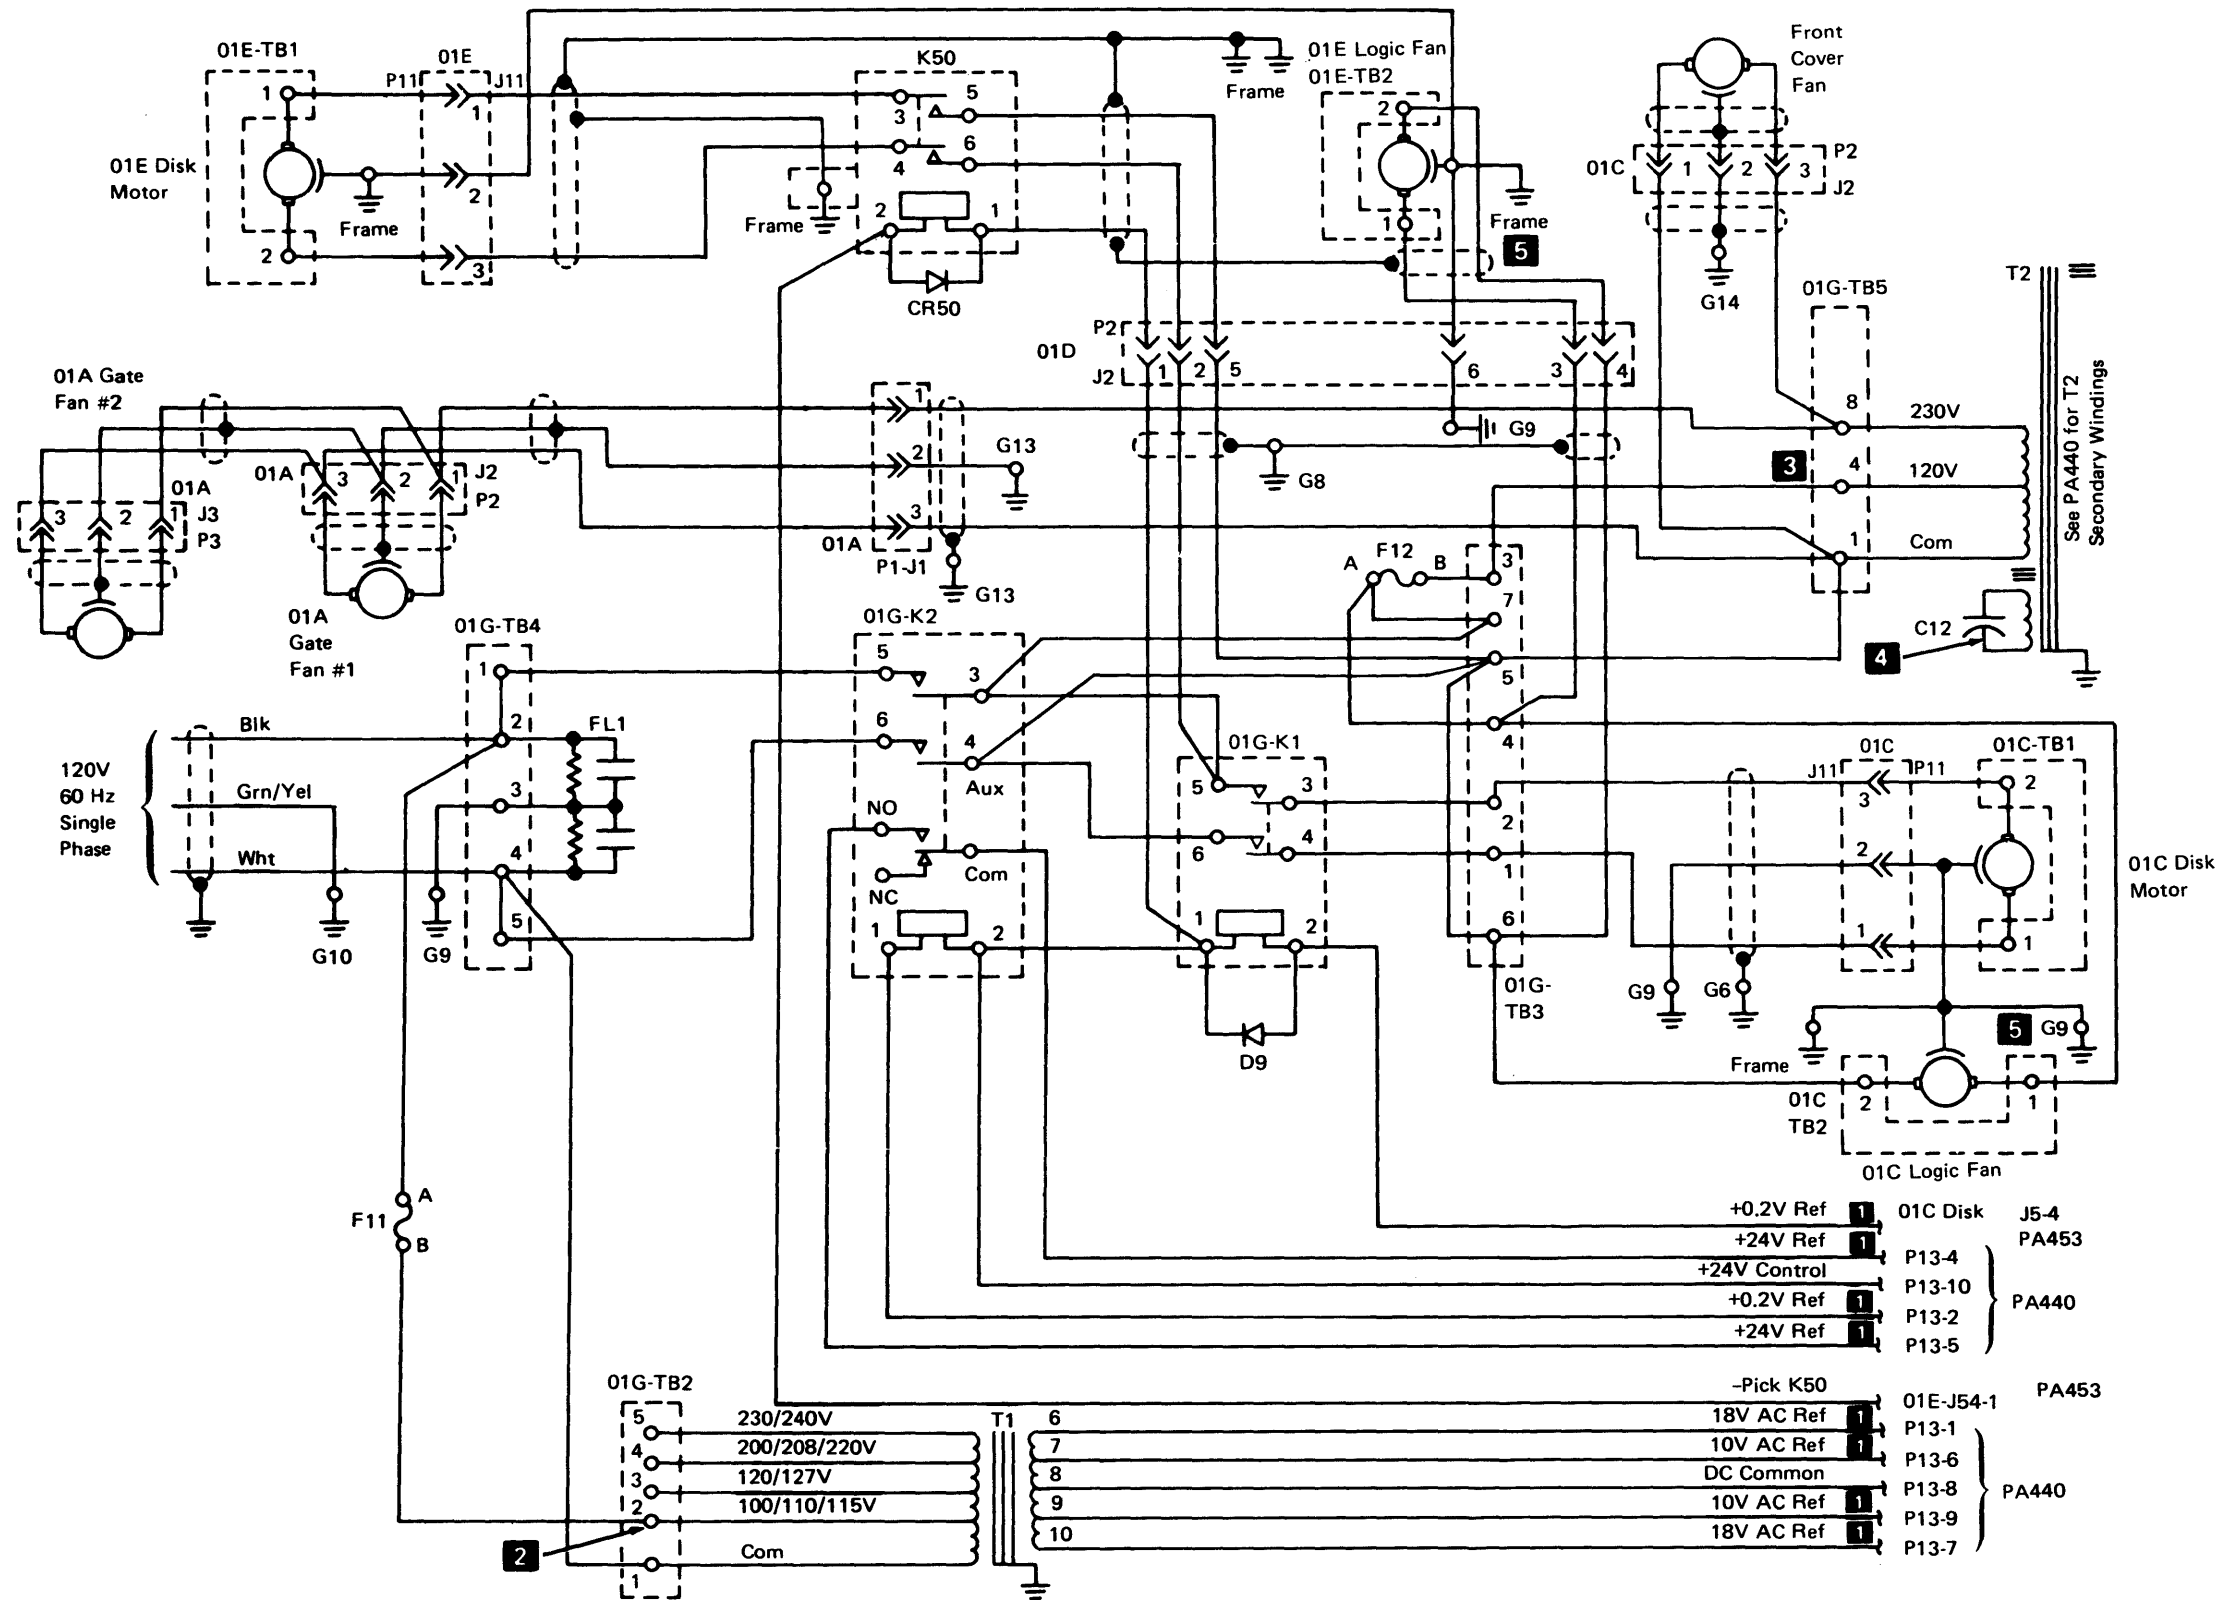 01E-TB1
01E
P11
J11
1
1
01E Disk
Motor
2
Frame
2
3
K50
5
3
6
4
2
1
CR50
Frame
Frame
01E Logic Fan
01E-TB2
2
1
Frame
5
Front
Cover
Fan
01C
1
2
3
P2
J2
G14
01G-TB5
T2
See PA440 for T2
Secondary Windings
8
230V
3
4
120V
1
Com
C12
4
01D
P2
J2
1
2
5
6
3
4
G9
G8
01A Gate
Fan #2
01A
3
2
1
J2
P2
01A
3
2
1
J3
P3
01A
Gate
Fan #1
1
2
3
01A
P1-J1
G13
G13
A
F12
B
3
7
5
4
2
1
6
01G-
TB3
01G-TB4
1
2
3
4
5
FL1
120V
60 Hz
Single
Phase
Blk
Grn/Yel
Wht
G10
G9
01G-K2
5
3
6
4
Aux
NO
Com
NC
1
2
01G-K1
5
3
6
4
1
2
D9
01C
J11
P11
3
2
1
01C-TB1
2
1
01C Disk
Motor
G9
G6
5
G9
Frame
01C
TB2
2
1
01C Logic Fan
A
F11
B
+0.2V Ref
1
01C Disk
J5-4
PA453
+24V Ref
1
P13-4
+24V Control
P13-10
PA440
+0.2V Ref
1
P13-2
+24V Ref
1
P13-5
01G-TB2
5
230/240V
4
200/208/220V
3
120/127V
2
100/110/115V
2
Com
1
T1
6
7
8
9
10
-Pick K50
01E-J54-1
PA453
18V AC Ref
1
P13-1
10V AC Ref
1
P13-6
DC Common
P13-8
PA440
10V AC Ref
1
P13-9
18V AC Ref
1
P13-7